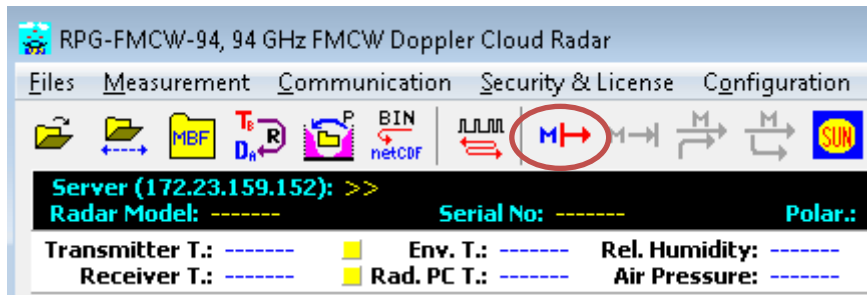 RPG-FMCW-94, 94 GHz FMCW Doppler Cloud Radar
Files Measurement Communication Security & License Configuration
MBF TB DA R P BIN netCDF M M M M SUN
Server (172.23.159.152): >>
Radar Model: ------- Serial No: ------- Polar.:
Transmitter T.: ------- Env. T.: ------- Rel. Humidity: -------
Receiver T.: ------- Rad. PC T.: ------- Air Pressure: -------